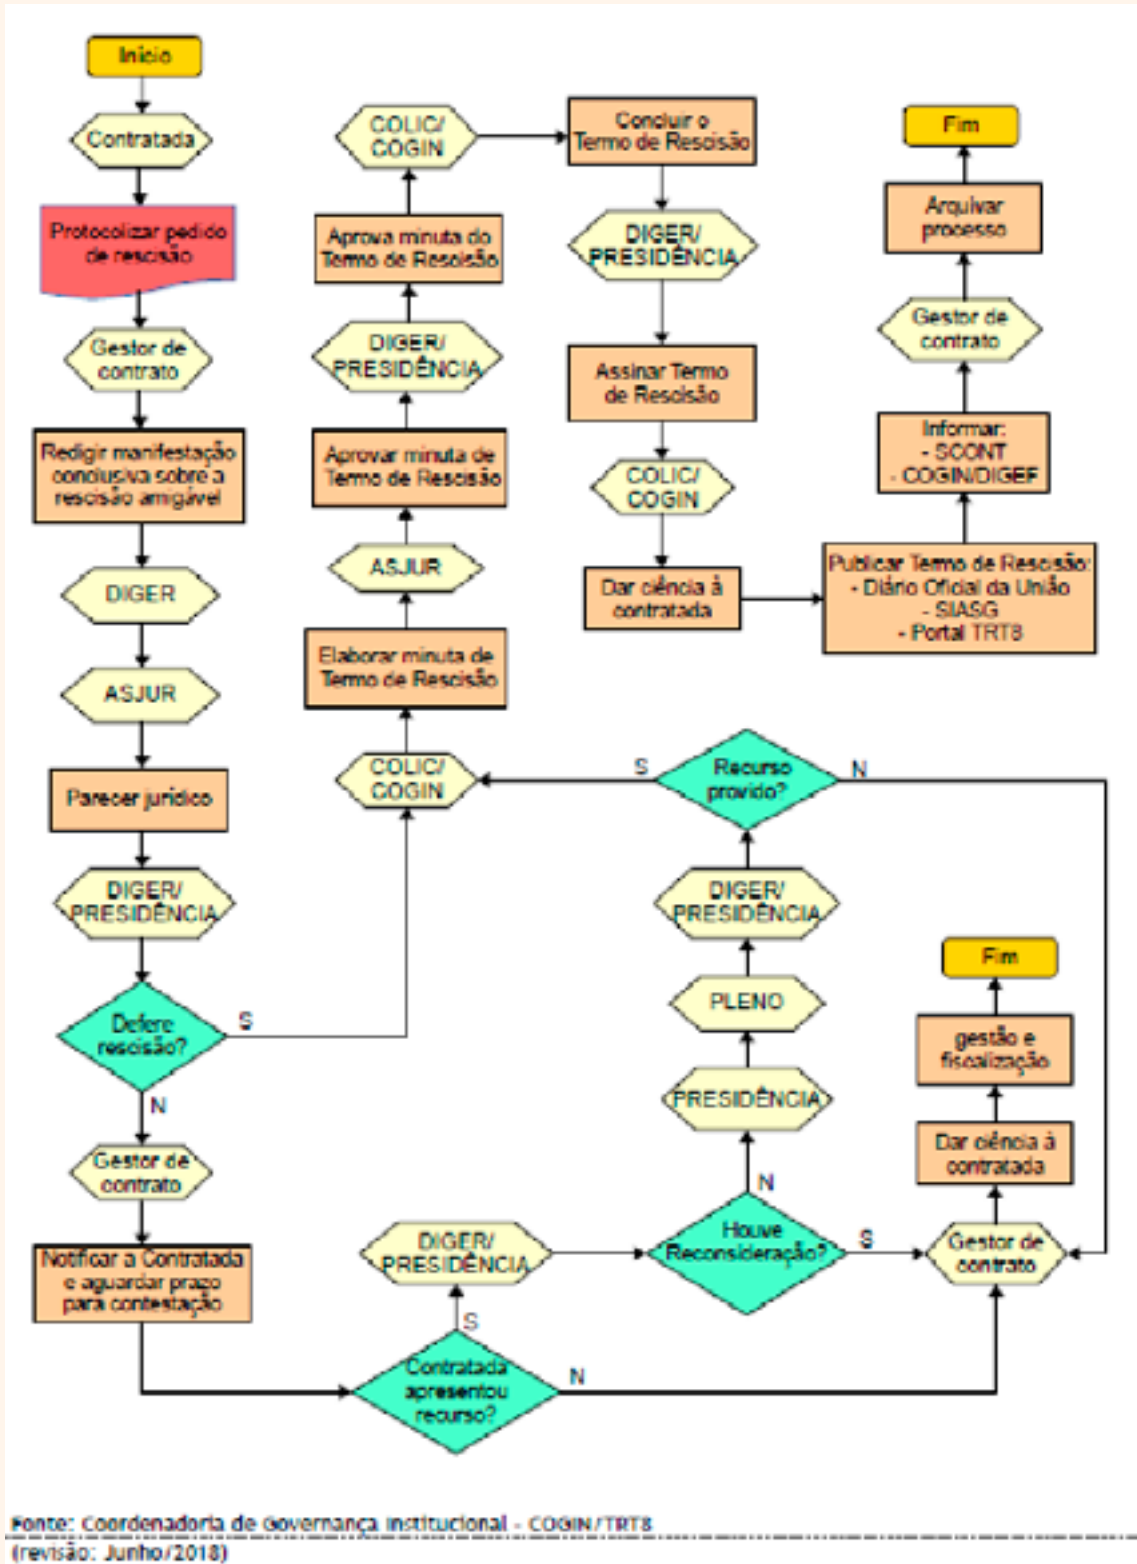 Início
Contratada
Protocolizar pedido
de rescisão
Gestor de
contrato
Redigir manifestação
conclusiva sobre a
rescisão amigável
DIGER
ASJUR
Parecer jurídico
DIGER/
PRESIDÊNCIA
Defere
rescisão?
S
N
Gestor de
contrato
Notificar a Contratada
e aguardar prazo
para contestação
Contratada
apresentou
recurso?
S
N
DIGER/
PRESIDÊNCIA
Houve
Reconsideração?
S
N
PRESIDÊNCIA
PLENO
DIGER/
PRESIDÊNCIA
Recurso
provido?
S
N
COLIC/
COGIN
Elaborar minuta de
Termo de Rescisão
ASJUR
Aprovar minuta de
Termo de Rescisão
DIGER/
PRESIDÊNCIA
Aprova minuta do
Termo de Rescisão
COLIC/
COGIN
Concluir o
Termo de Rescisão
DIGER/
PRESIDÊNCIA
Assinar Termo
de Rescisão
COLIC/
COGIN
Dar ciência à
contratada
Publicar Termo de Rescisão:
- Diário Oficial da União
- SIASG
- Portal TRT8
Informar:
- SCONT
- COGIN/DIGEF
Gestor de
contrato
Arquivar
processo
Fim
Gestor de
contrato
Dar ciência à
contratada
gestão e
fiscalização
Fim
Fonte: Coordenadoria de Governança Institucional - COGIN/TRT8
(revisão: Junho/2018)